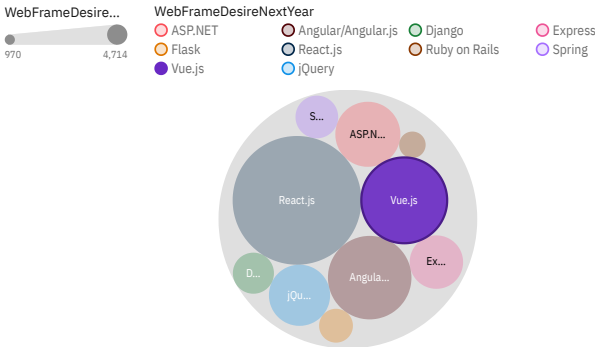 WebFrameDesire...
970
4,714
WebFrameDesireNextYear
ASP.NET
Angular/Angular.js
Django
Express
Flask
React.js
Ruby on Rails
Spring
Vue.js
jQuery
S...
ASP.N...
React.js
Vue.js
Ex...
D...
Angula...
jQu...